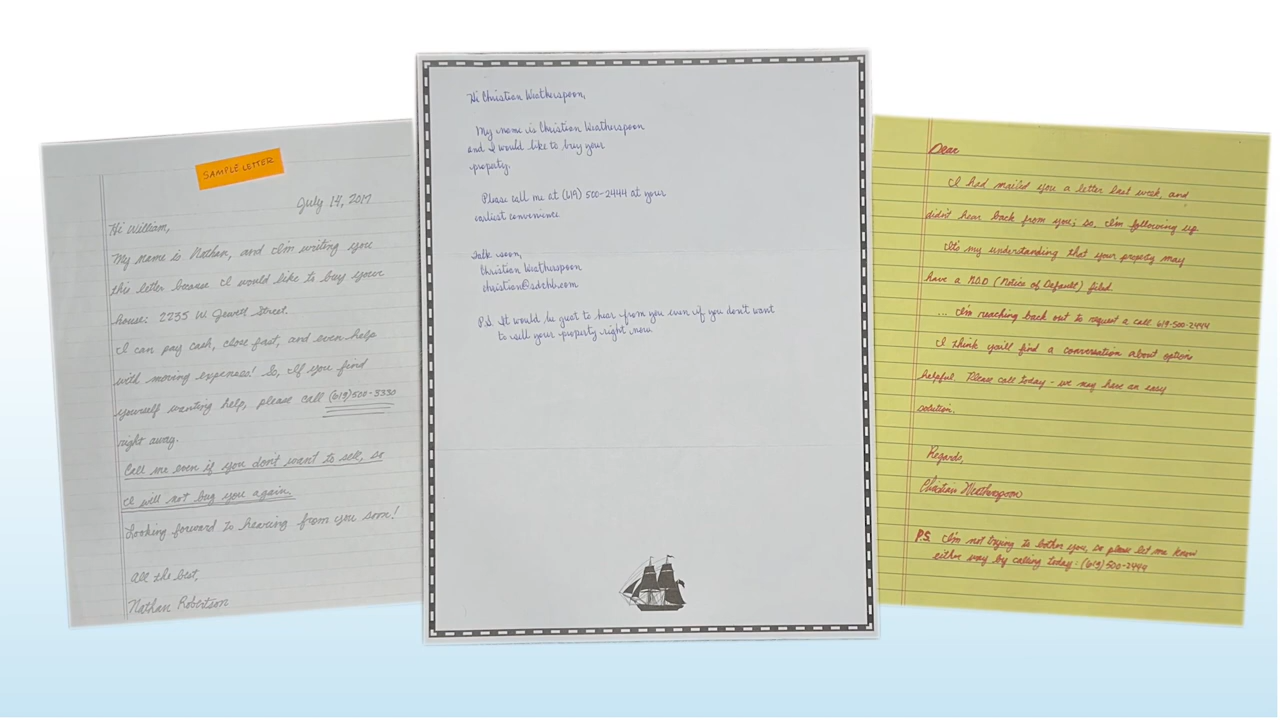 SAMPLE LETTER
July 14, 2017
Hi William,
My name is Nathan, and I'm writing you
this letter because I would like to buy your
house: 2235 W. Jewell Street.
I can pay cash, close fast, and even help
with moving expenses! So, If you find
yourself wanting help, please call (619)500-3330
right away.
Call me even if you don't want to sell, so
I will not bug you again.
Looking forward to hearing from you soon!
All the best,
Nathan Robertson
Hi Christian Weatherspoon,
My name is Christian Weatherspoon
and I would like to buy your
property.
Please call me at (619) 500-2444 at your
earliest convenience.
Talk soon,
Christian Weatherspoon
christian@sdchb.com
P.S. It would be great to hear from you even if you don't want
to sell your property right now.
Dear
I had mailed you a letter last week, and
didn't hear back from you; so, I'm following up.
It's my understanding that your property may
have a N.O.D (Notice of Default) filed.
... I'm reaching back out to request a call. 619-500-2444
I think you'll find a conversation about option
helpful. Please call today - we may have an easy
solution.
Regards,
Christian Weatherspoon
P.S. I'm not trying to bother you, so please let me know
either way by calling today: (619) 500-2444